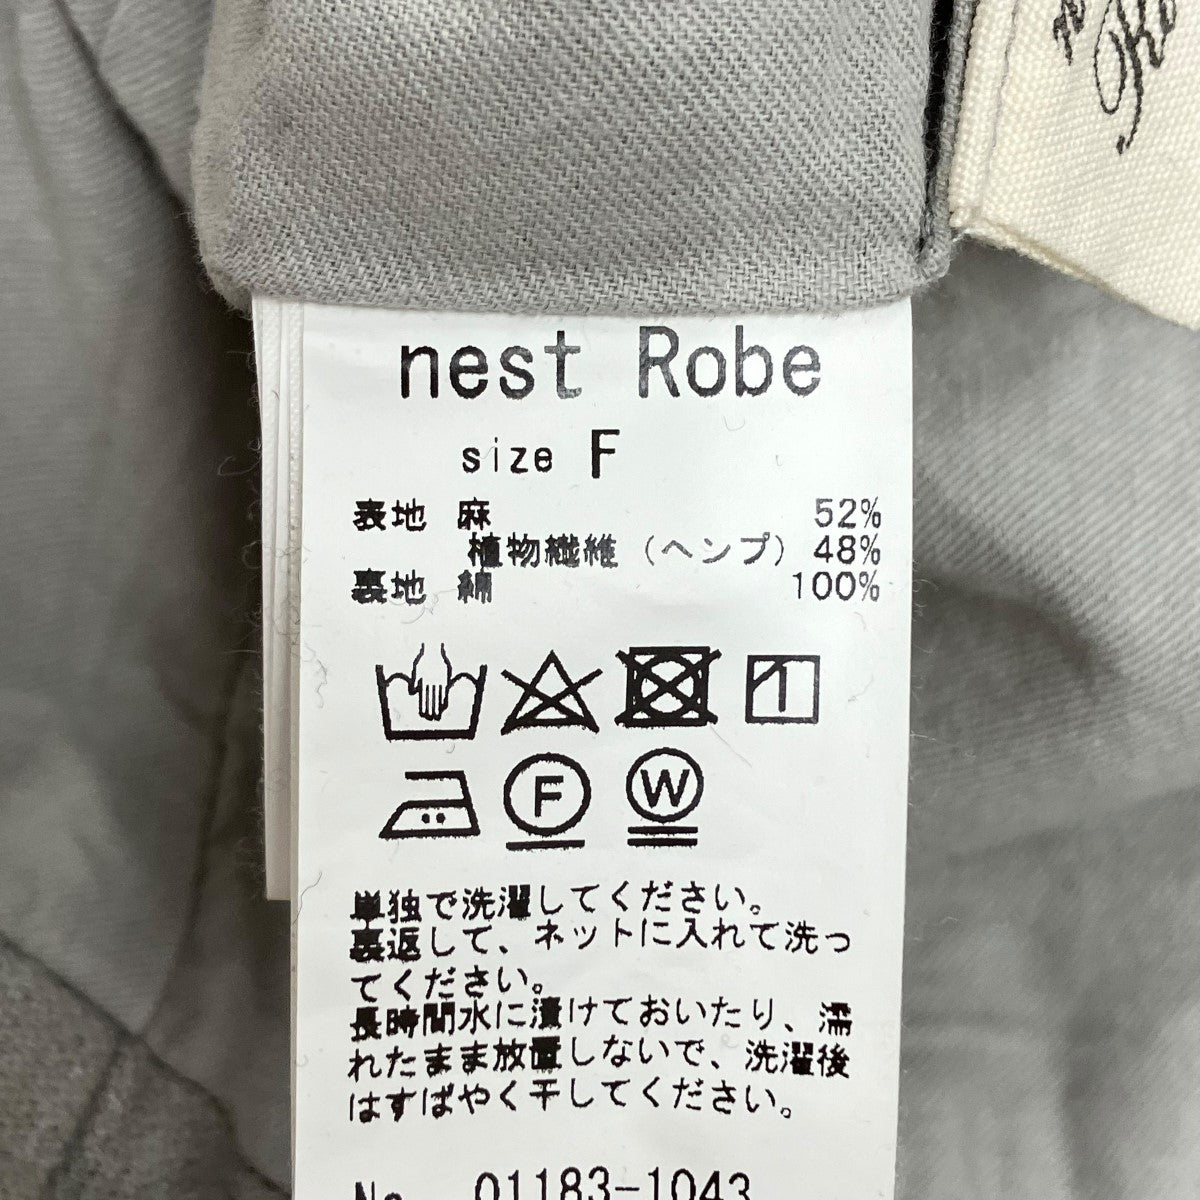 nest Robe
size F
表地 麻 52%
植物繊維 (ヘンプ) 48%
裏地 綿 100%
F
W
単独で洗濯してください。
裏返して、ネットに入れて洗っ
てください。
長時間水に漬けておいたり、濡
れたまま放置しないで、洗濯後
はすばやく干してください。
No. 01183-1043